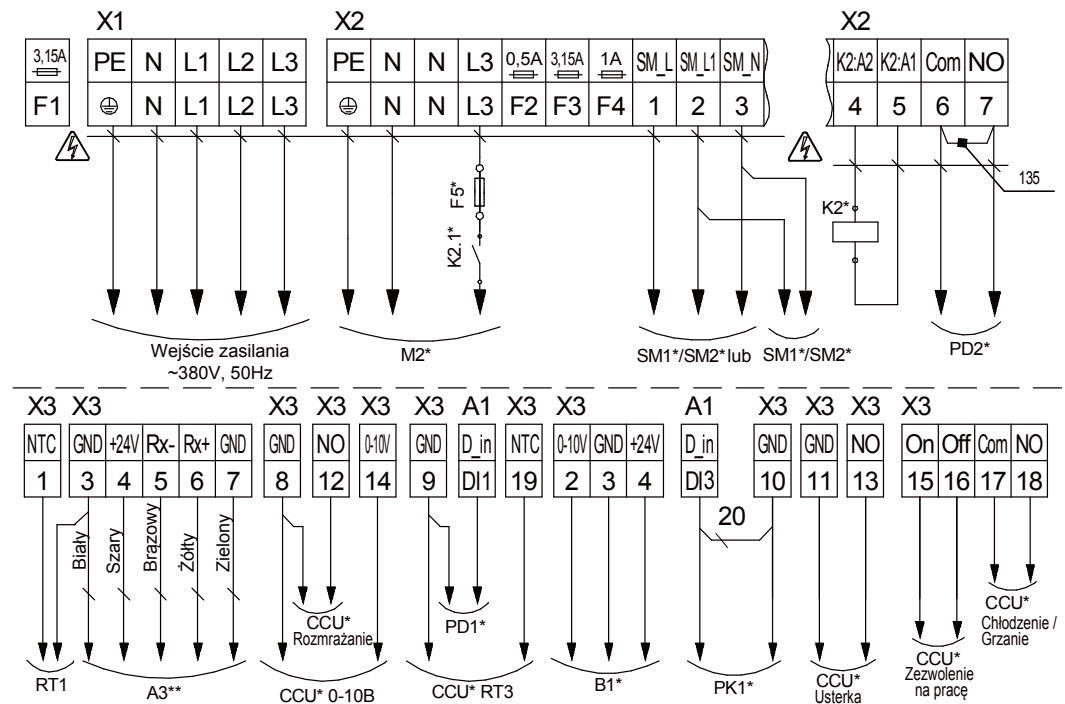 X1 X2 X2
3,15A PE N L1 L2 L3 PE N N L3 0,5A 3,15A 1A SM_L SM_L1 SM_N K2:A2 K2:A1 Com NO
F1 N L1 L2 L3 N N L3 F2 F3 F4 1 2 3 4 5 6 7
135
F5*
K2.1*
K2*
Wejście zasilania
~380V, 50Hz
M2*
SM1*/SM2*lub
SM1*/SM2*
PD2*
X3 X3 X3 X3 X3 X3 A1 X3 X3 A1 X3 X3 X3 X3
NTC GND +24V Rx- Rx+ GND GND NO 0-10V GND D_in NTC 0-10V GND +24V D_in GND GND NO On Off Com NO
1 3 4 5 6 7 8 12 14 9 DI1 19 2 3 4 DI3 10 11 13 15 16 17 18
20
Biały
Szary
Brązowy
Żółty
Zielony
CCU*
Rozmrażanie
PD1*
CCU*
Chłodzenie /
Grzanie
RT1
A3**
CCU* 0-10B
CCU* RT3
B1*
PK1*
CCU*
Usterka
CCU*
Zezwolenie
na pracę